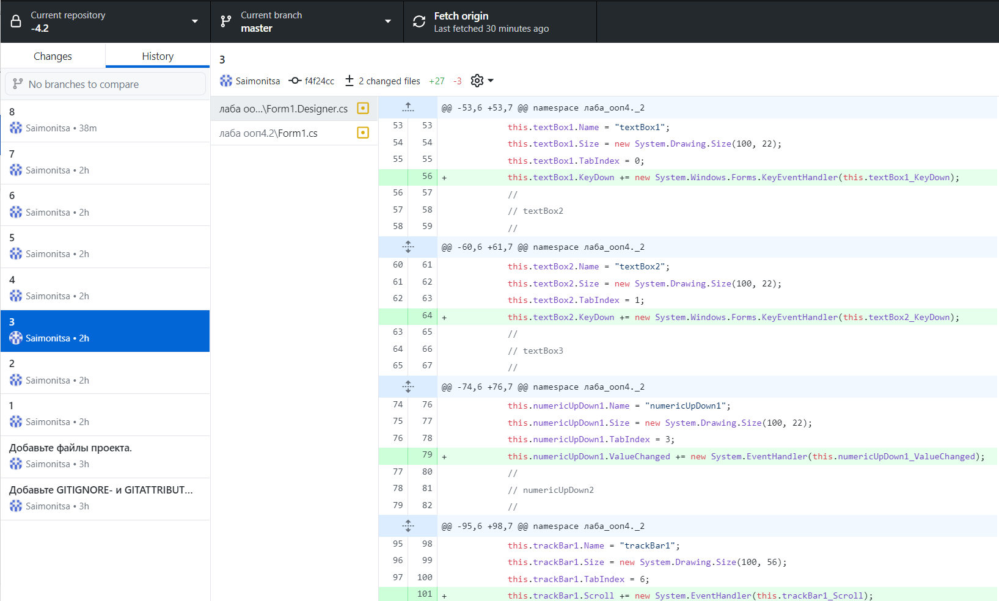 Current repository
-4.2
Current branch
master
Fetch origin
Last fetched 30 minutes ago
Changes
History
No branches to compare
8
Saimonitsa • 38m
7
Saimonitsa • 2h
6
Saimonitsa • 2h
5
Saimonitsa • 2h
4
Saimonitsa • 2h
3
Saimonitsa • 2h
2
Saimonitsa • 2h
1
Saimonitsa • 2h
Добавьте файлы проекта.
Saimonitsa • 3h
Добавьте GITIGNORE- и GITATTRIBUT...
Saimonitsa • 3h
3
Saimonitsa f4f24cc 2 changed files +27 -3
лаба оо...\Form1.Designer.cs
лаба ооп4.2\Form1.cs
@@ -53,6 +53,7 @@ namespace лаба_ооп4._2
53 53 this.textBox1.Name = "textBox1";
54 54 this.textBox1.Size = new System.Drawing.Size(100, 22);
55 55 this.textBox1.TabIndex = 0;
56 + this.textBox1.KeyDown += new System.Windows.Forms.KeyEventHandler(this.textBox1_KeyDown);
56 57 //
57 58 // textBox2
58 59 //
@@ -60,6 +61,7 @@ namespace лаба_ооп4._2
60 61 this.textBox2.Name = "textBox2";
61 62 this.textBox2.Size = new System.Drawing.Size(100, 22);
62 63 this.textBox2.TabIndex = 1;
64 + this.textBox2.KeyDown += new System.Windows.Forms.KeyEventHandler(this.textBox2_KeyDown);
63 65 //
64 66 // textBox3
65 67 //
@@ -74,6 +76,7 @@ namespace лаба_ооп4._2
74 76 this.numericUpDown1.Name = "numericUpDown1";
75 77 this.numericUpDown1.Size = new System.Drawing.Size(100, 22);
76 78 this.numericUpDown1.TabIndex = 3;
79 + this.numericUpDown1.ValueChanged += new System.EventHandler(this.numericUpDown1_ValueChanged);
77 80 //
78 81 // numericUpDown2
79 82 //
@@ -95,6 +98,7 @@ namespace лаба_ооп4._2
95 98 this.trackBar1.Name = "trackBar1";
96 99 this.trackBar1.Size = new System.Drawing.Size(100, 56);
97 100 this.trackBar1.TabIndex = 6;
101 + this.trackBar1.Scroll += new System.EventHandler(this.trackBar1_Scroll);